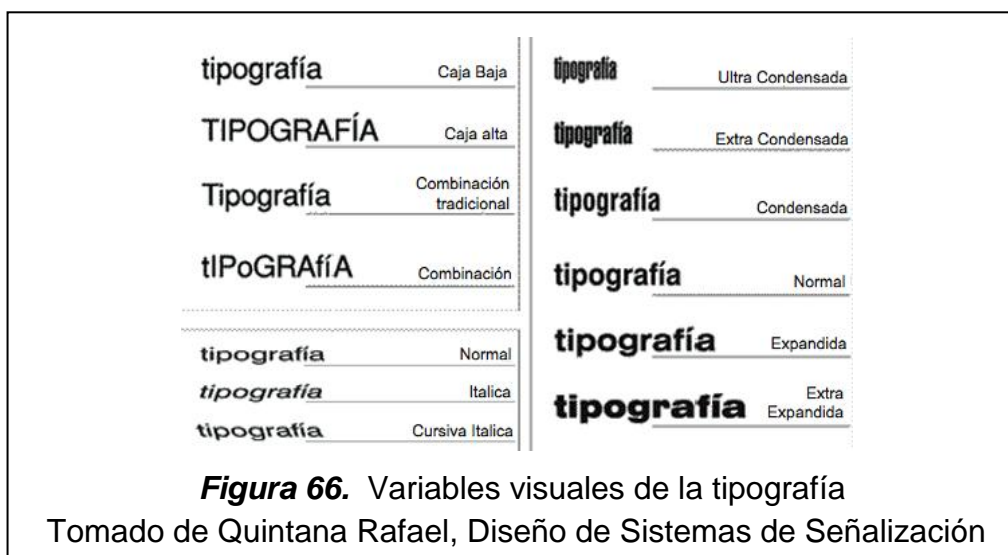 tipografía Caja Baja
TIPOGRAFÍA Caja alta
Tipografía Combinación
tradicional
tIPoGRAfíA Combinación
tipografía Normal
tipografía Italica
tipografía Cursiva Italica
tipografía Ultra Condensada
tipografía Extra Condensada
tipografía Condensada
tipografía Normal
tipografía Expandida
tipografía Extra
Expandida
Figura 66. Variables visuales de la tipografía
Tomado de Quintana Rafael, Diseño de Sistemas de Señalización